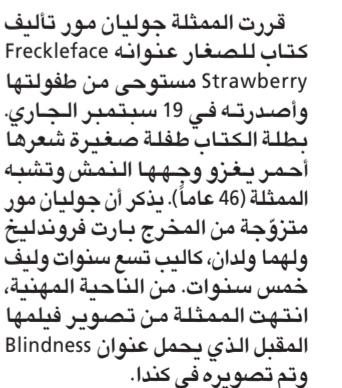 قررت الممثلة جوليان مور تأليف
كتاب للصغار عنوانه Freckleface
Strawberry مستوحى من طفولتها
وأصدرته في 19 سبتمبر الجاري.
بطلة الكتاب طفلة صغيرة شعرها
أحمر يغزو وجهها النمش وتشبه
الممثلة (46 عاماً). يذكر أن جوليان مور
متزوّجة من المخرج بارت فروندليخ
ولهما ولدان، كاليب تسع سنوات وليف
خمس سنوات. من الناحية المهنية،
انتهت الممثلة من تصوير فيلمها
المقبل الذي يحمل عنوان Blindness
وتم تصويره في كندا.